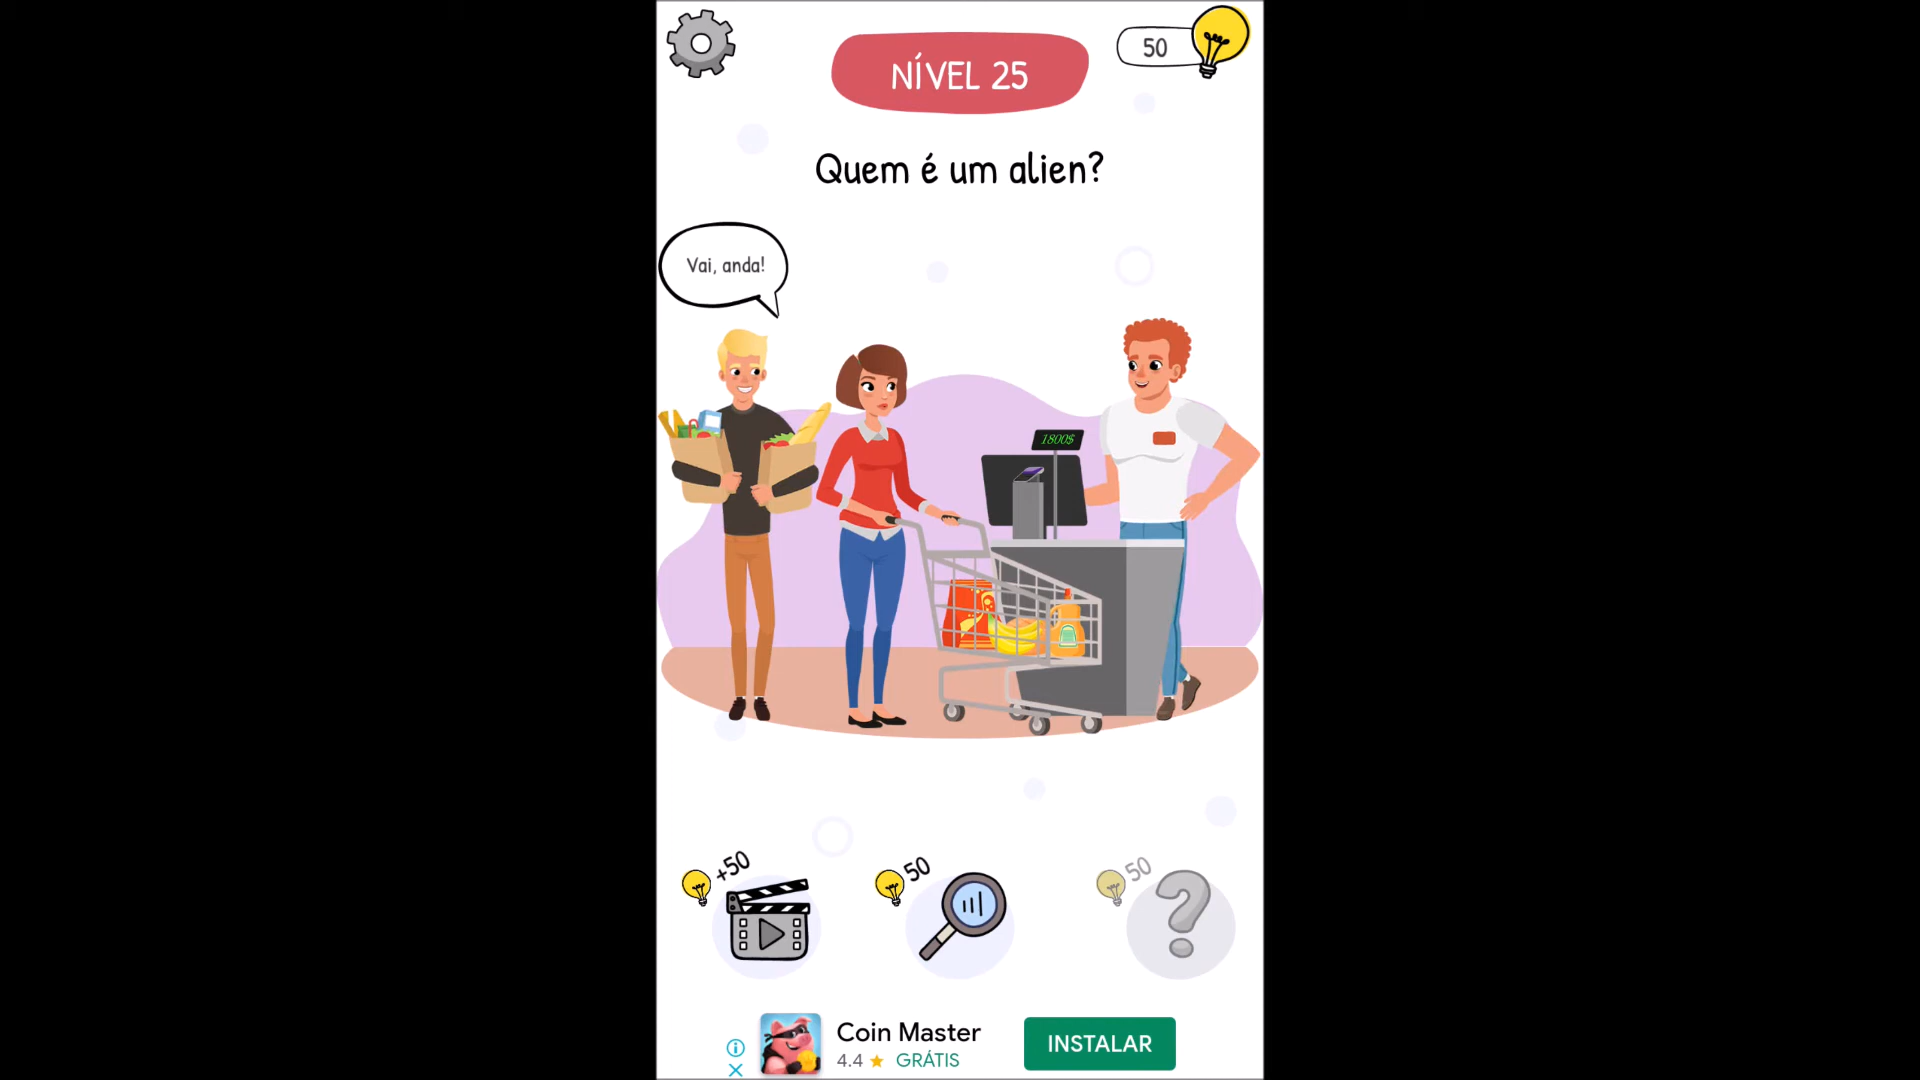 50
NÍVEL 25
Quem é um alien?
Vai, anda!
1800$
+50
50
50
Coin Master
4.4 ★ GRÁTIS
INSTALAR